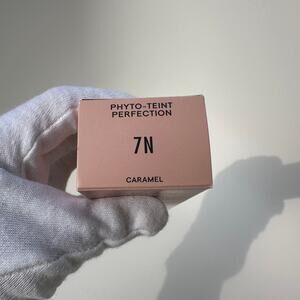 PHYTO-TEINT
PERFECTION
7N
CARAMEL